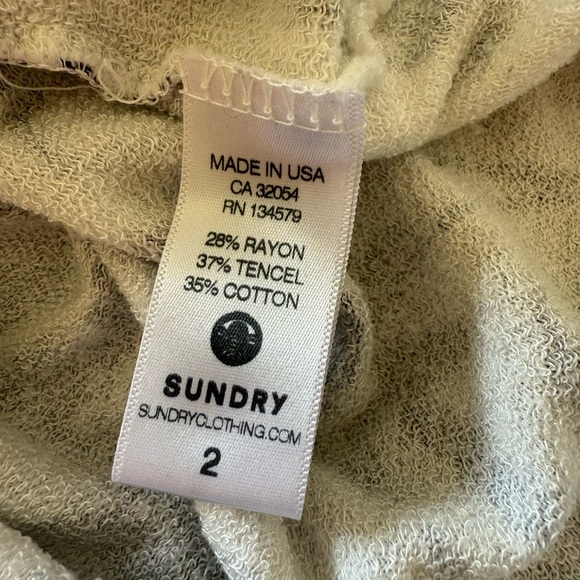 MADE IN USA
CA 32054
RN 134579
28% RAYON
37% TENCEL
35% COTTON
SUNDRY
SUNDRYCLOTHING.COM
2